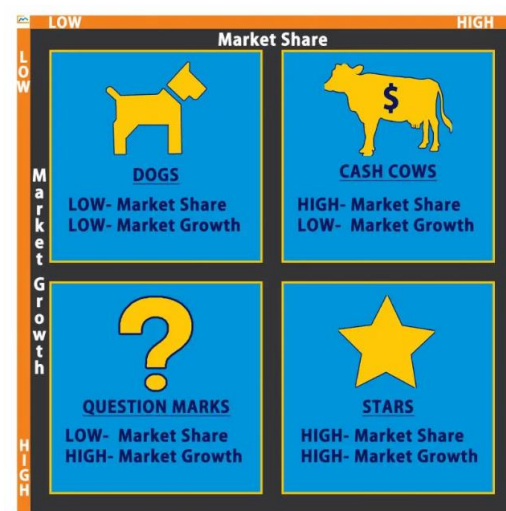 LOW HIGH
Market Share
LOW
Market Growth
HIGH
DOGS
LOW- Market Share
LOW- Market Growth
$
CASH COWS
HIGH- Market Share
LOW- Market Growth
?
QUESTION MARKS
LOW- Market Share
HIGH- Market Growth
STARS
HIGH- Market Share
HIGH- Market Growth